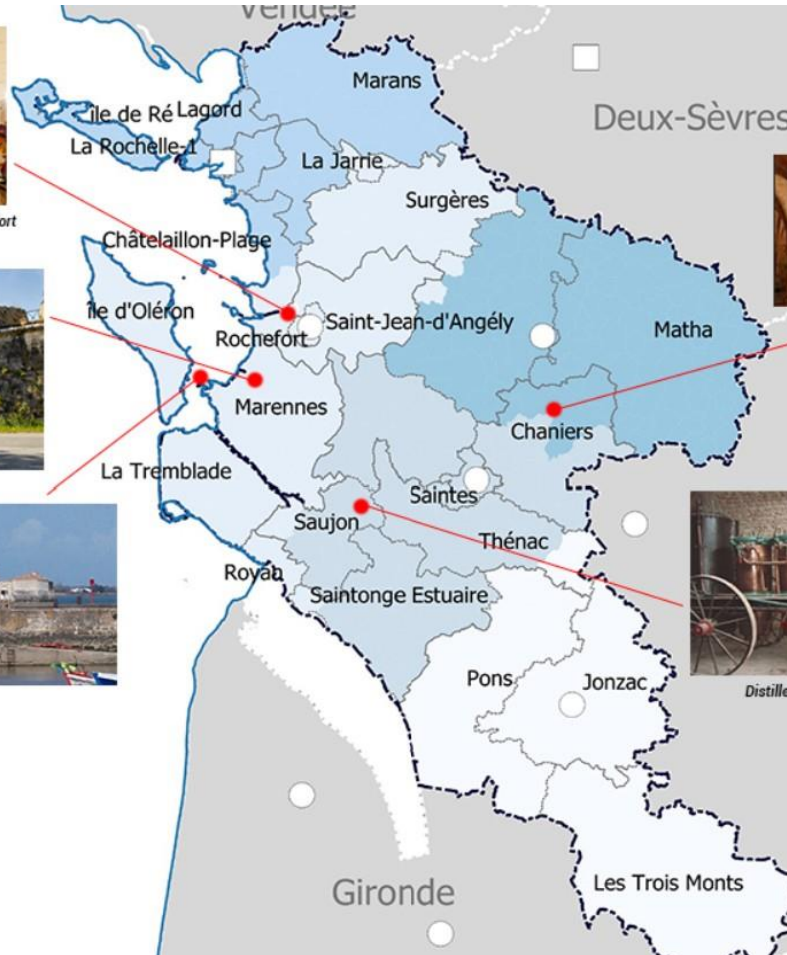 Vendée
Marans
Deux-Sèvres
île de Ré
Lagord
La Rochelle-1
La Jarrie
Surgères
ort
Châtelaillon-Plage
île d'Oléron
Rochefort
Saint-Jean-d'Angély
Matha
Marennes
Chaniers
La Tremblade
Saintes
Saujon
Thénac
Royan
Saintonge Estuaire
Pons
Jonzac
Distille
Gironde
Les Trois Monts